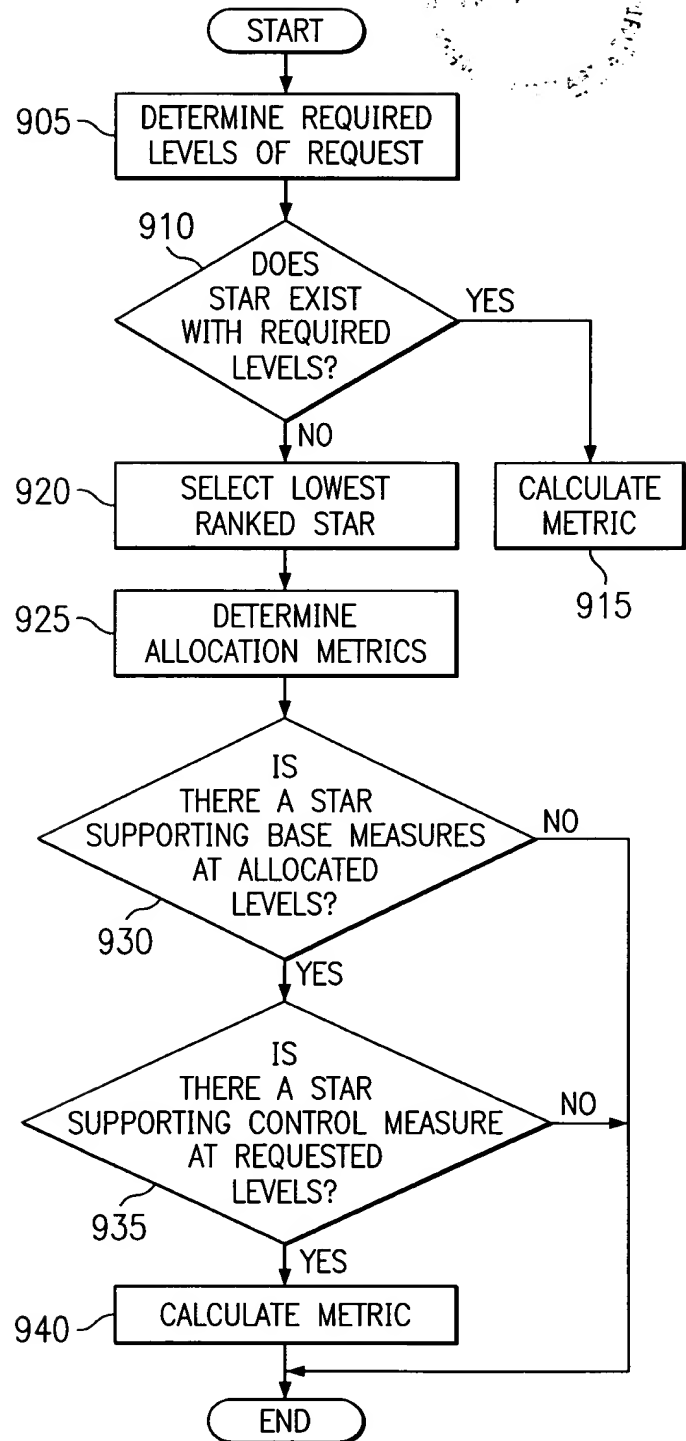 START
905
DETERMINE REQUIRED
LEVELS OF REQUEST
910
DOES
STAR EXIST
WITH REQUIRED
LEVELS?
YES
NO
920
SELECT LOWEST
RANKED STAR
CALCULATE
METRIC
915
925
DETERMINE
ALLOCATION METRICS
IS
THERE A STAR
SUPPORTING BASE MEASURES
AT ALLOCATED
LEVELS?
NO
930
YES
IS
THERE A STAR
SUPPORTING CONTROL MEASURE
AT REQUESTED
LEVELS?
NO
935
YES
940
CALCULATE METRIC
END